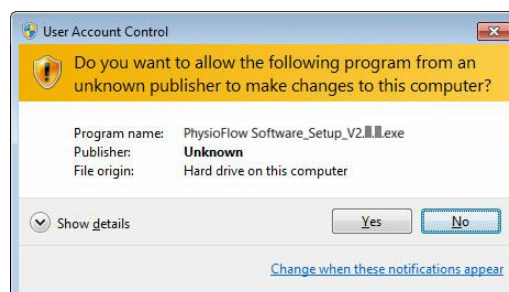 User Account Control
Do you want to allow the following program from an
unknown publisher to make changes to this computer?
Program name: PhysioFlow Software_Setup_V2. . .exe
Publisher: Unknown
File origin: Hard drive on this computer
Show details
Yes
No
Change when these notifications appear